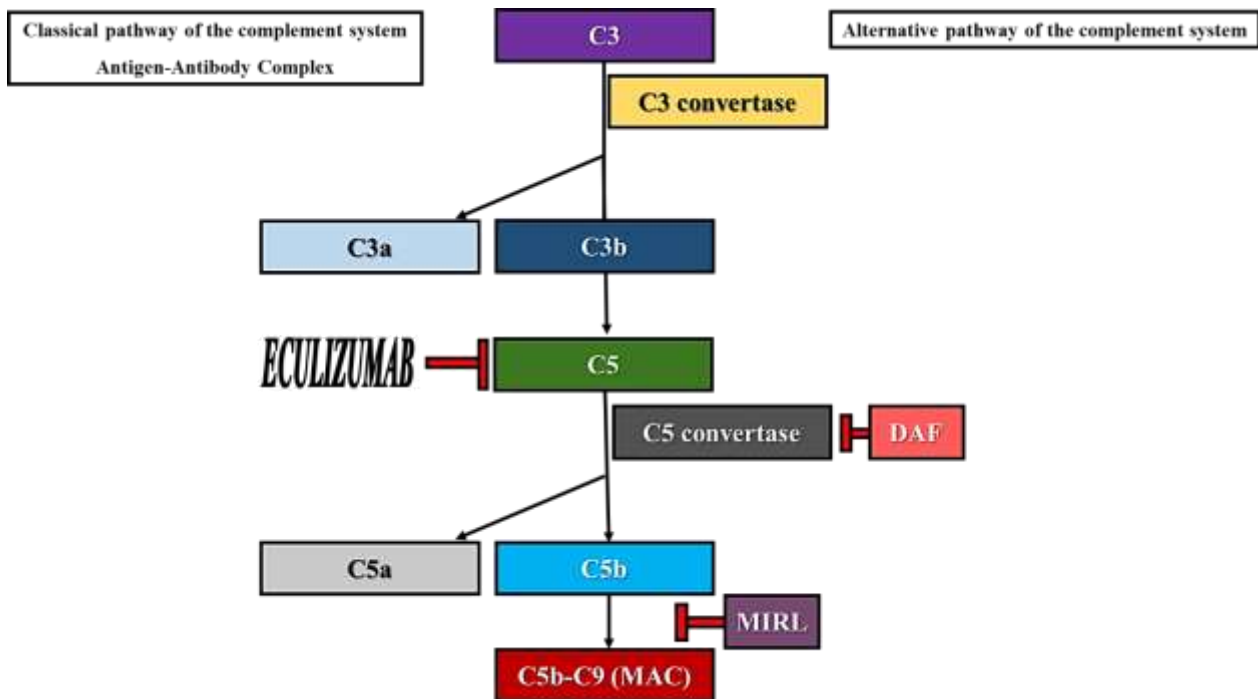 Classical pathway of the complement system
Antigen-Antibody Complex
C3
Alternative pathway of the complement system
C3 convertase
C3a
C3b
ECULIZUMAB
C5
C5 convertase
DAF
C5a
C5b
MIRL
C5b-C9 (MAC)